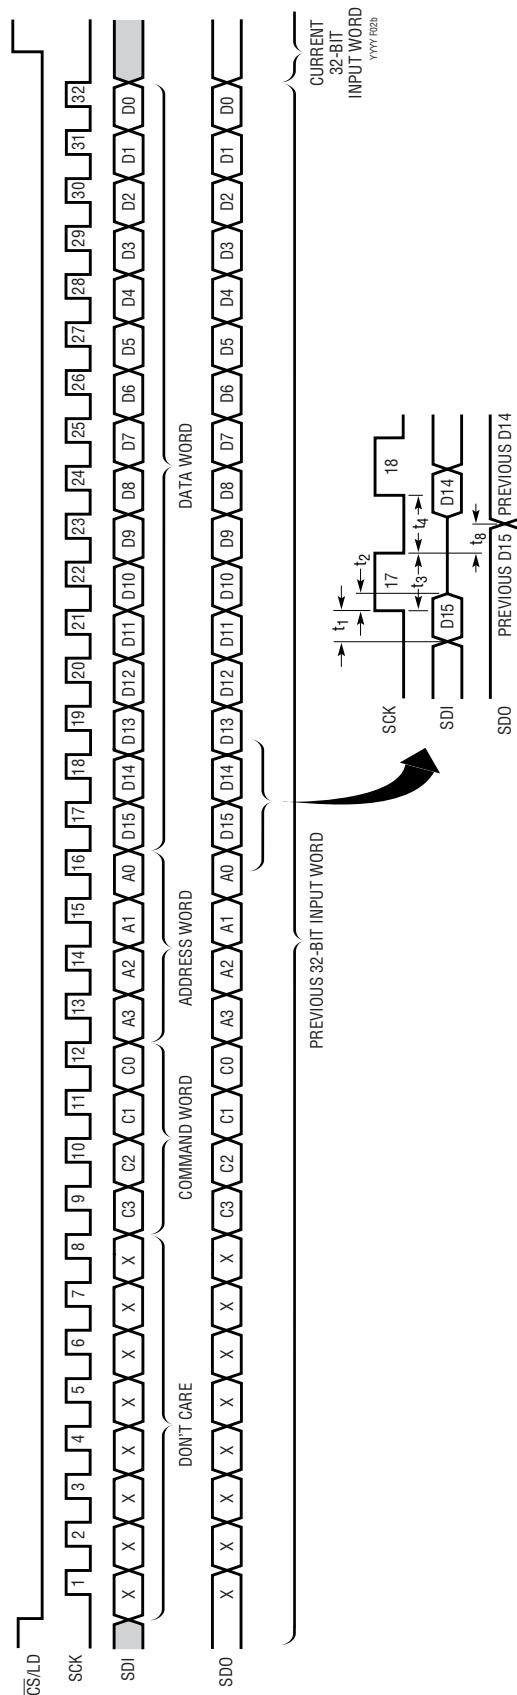 C̅S̅/LD
SCK 1 2 3 4 5 6 7 8 9 10 11 12 13 14 15 16 17 18 19 20 21 22 23 24 25 26 27 28 29 30 31 32
SDI X X X X X X X X C3 C2 C1 C0 A3 A2 A1 A0 D15 D14 D13 D12 D11 D10 D9 D8 D7 D6 D5 D4 D3 D2 D1 D0
DON'T CARE COMMAND WORD ADDRESS WORD DATA WORD
SDO X X X X X X X X C3 C2 C1 C0 A3 A2 A1 A0 D15 D14 D13 D12 D11 D10 D9 D8 D7 D6 D5 D4 D3 D2 D1 D0
PREVIOUS 32-BIT INPUT WORD
CURRENT
32-BIT
INPUT WORD
YYYY F02b
t1 t2
SCK 17 18
t3 t4
SDI D15 D14
t8
SDO PREVIOUS D15 PREVIOUS D14